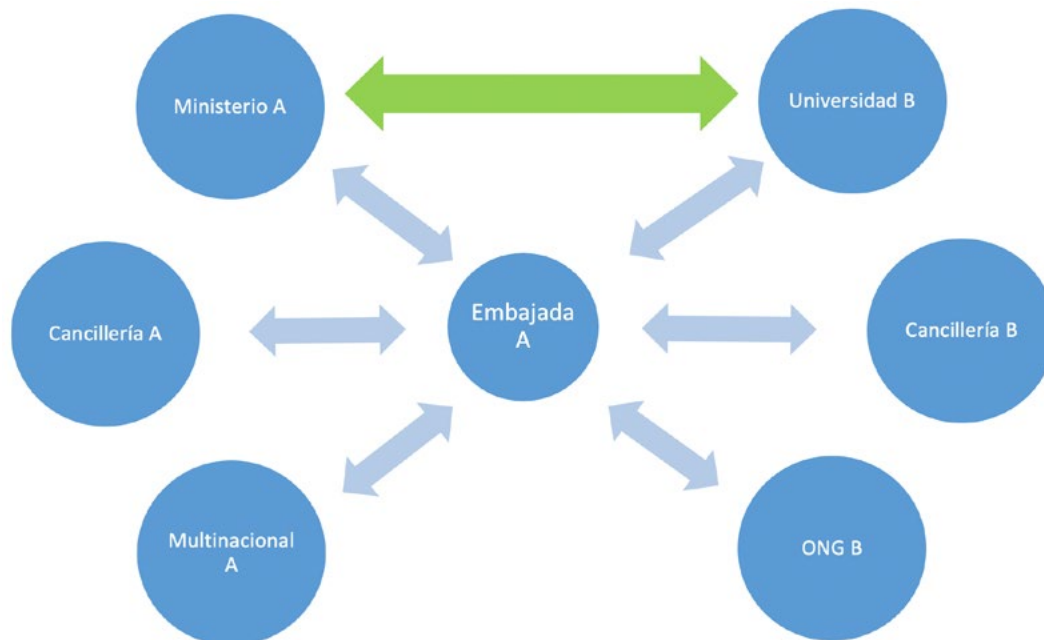 Ministerio A
Universidad B
Cancillería A
Embajada
A
Cancillería B
Multinacional
A
ONG B